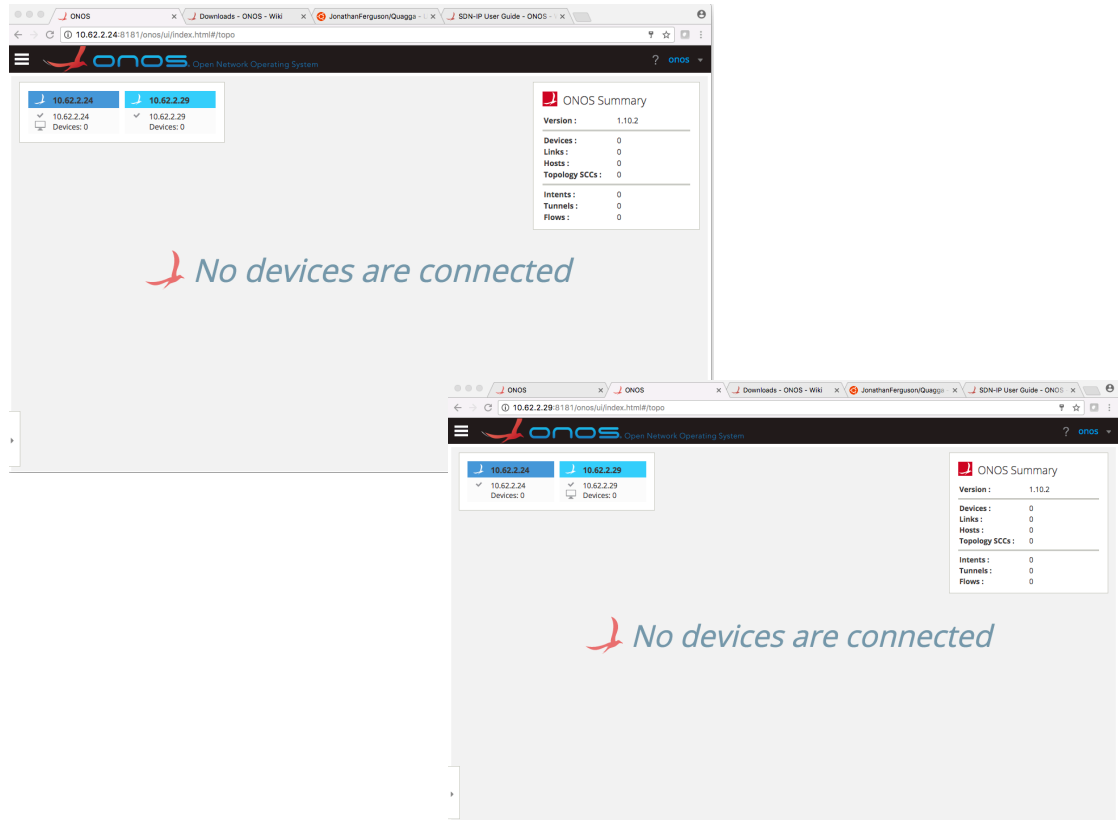 ONOS
Downloads - ONOS - Wiki
JonathanFerguson/Quagga -
SDN-IP User Guide - ONOS -
10.62.2.24:8181/onos/ui/index.html#/topo
onos. Open Network Operating System
? onos
10.62.2.24 10.62.2.29
10.62.2.24 10.62.2.29
Devices: 0 Devices: 0
ONOS Summary
Version : 1.10.2
Devices : 0
Links : 0
Hosts : 0
Topology SCCs : 0
Intents : 0
Tunnels : 0
Flows : 0
No devices are connected
ONOS
ONOS
Downloads - ONOS - Wiki
JonathanFerguson/Quagga -
SDN-IP User Guide - ONOS
10.62.2.29:8181/onos/ui/index.html#/topo
onos. Open Network Operating System
? onos
10.62.2.24 10.62.2.29
10.62.2.24 10.62.2.29
Devices: 0 Devices: 0
ONOS Summary
Version : 1.10.2
Devices : 0
Links : 0
Hosts : 0
Topology SCCs : 0
Intents : 0
Tunnels : 0
Flows : 0
No devices are connected